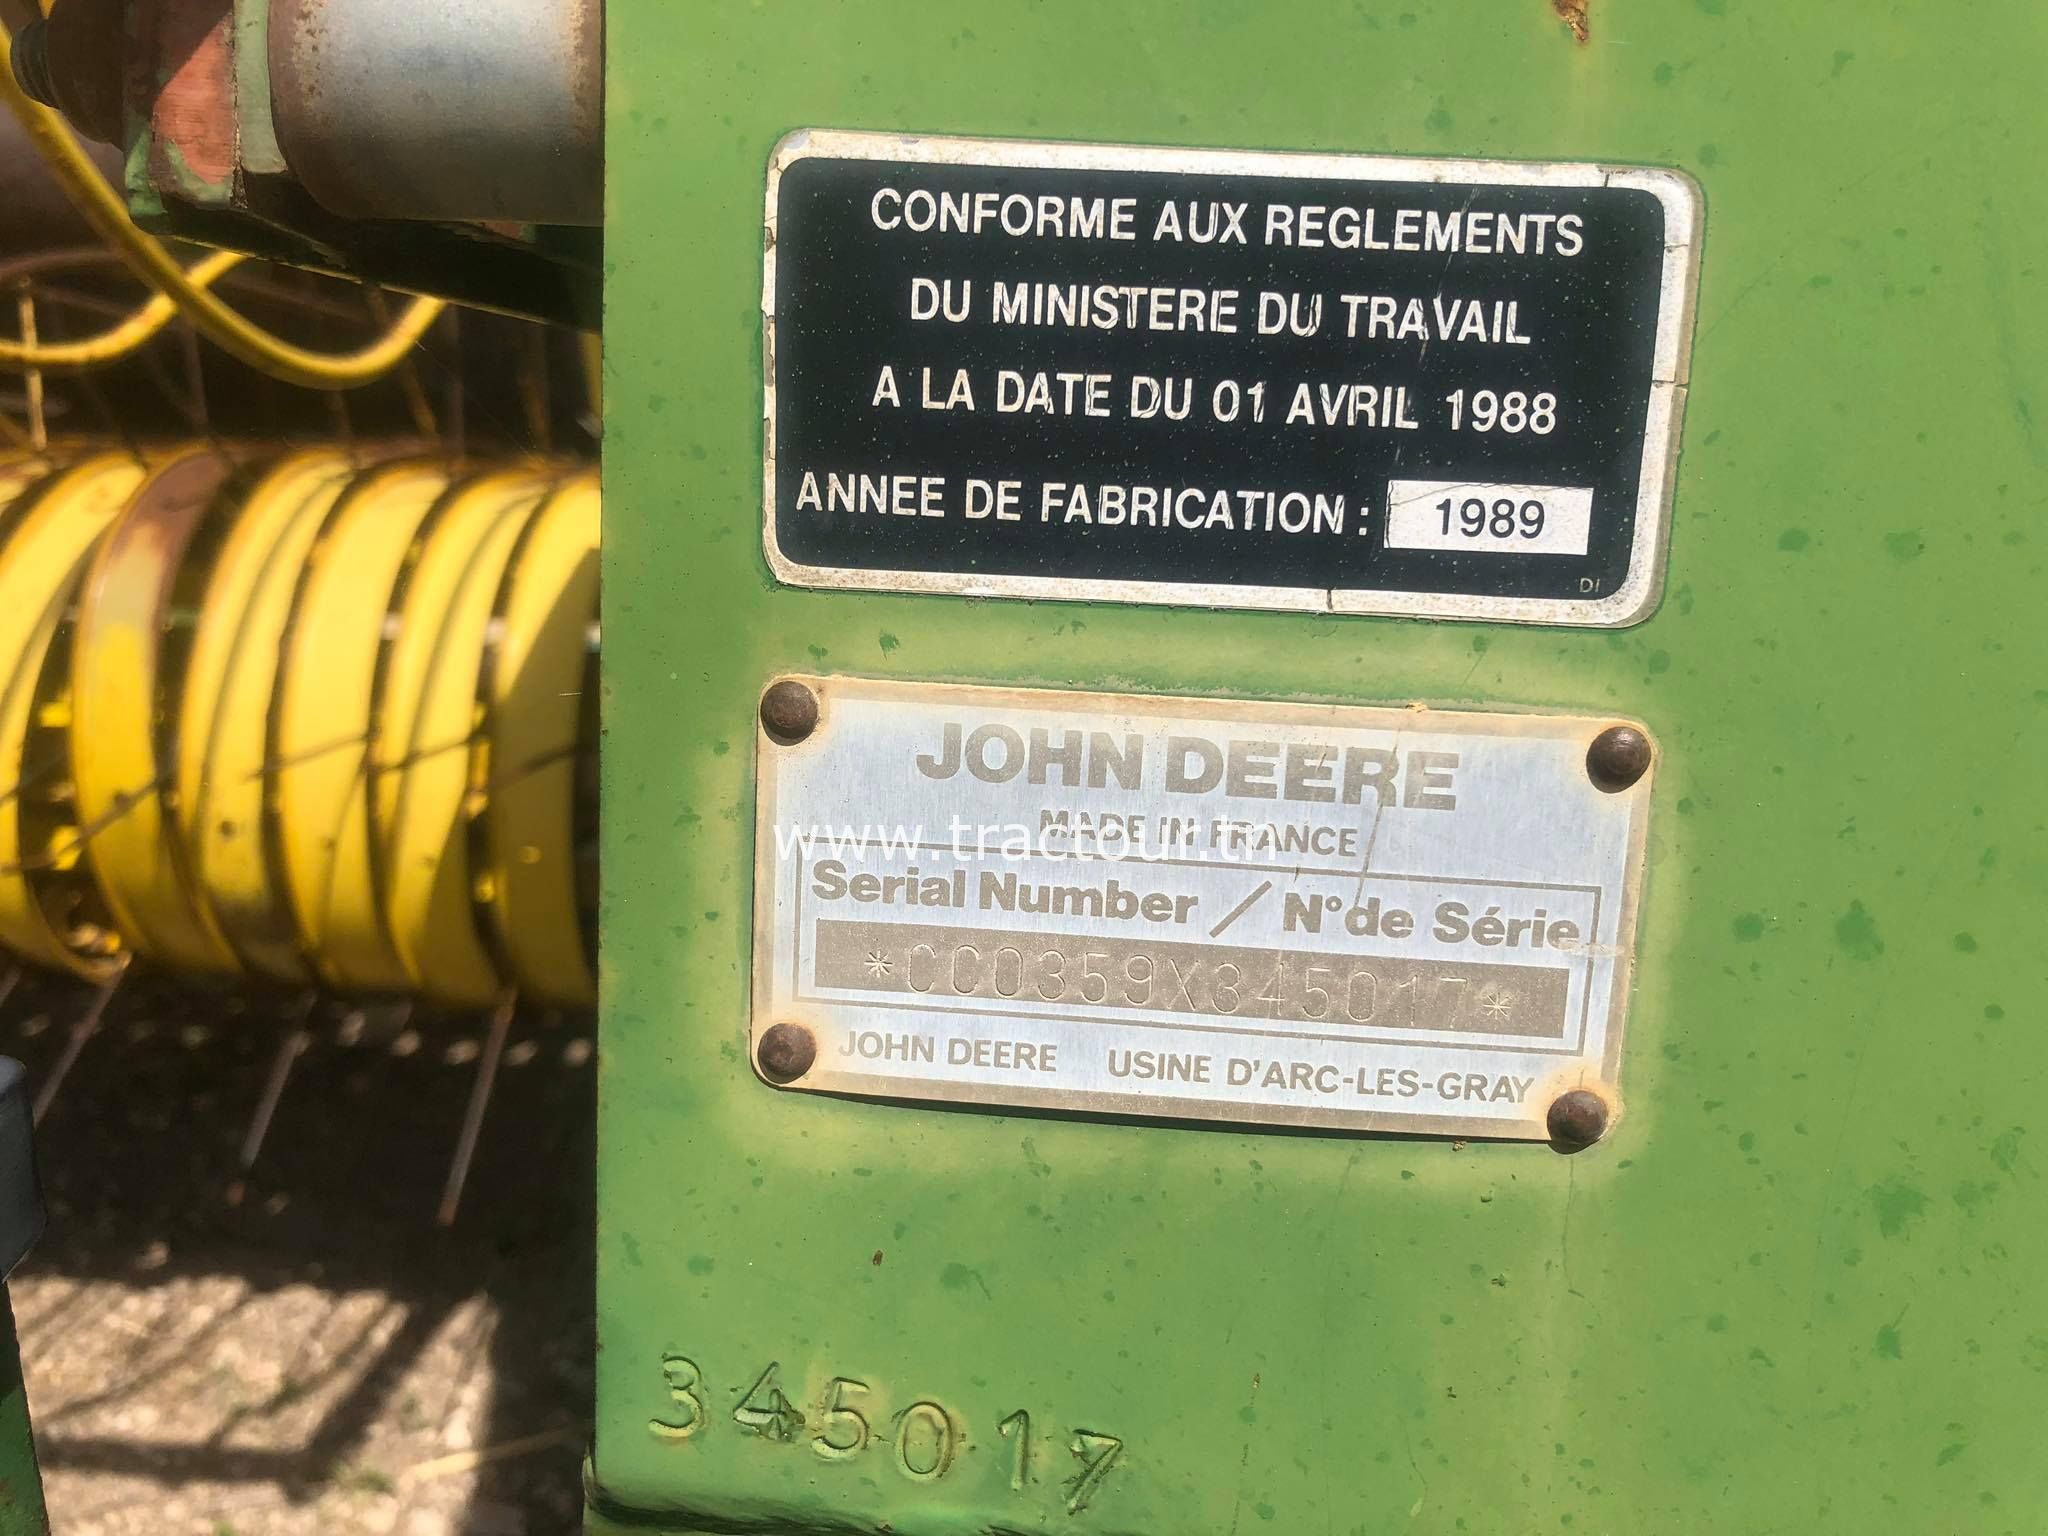 CONFORME AUX REGLEMENTS
DU MINISTERE DU TRAVAIL
A LA DATE DU 01 AVRIL 1988
ANNEE DE FABRICATION : 1989
DI
JOHN DEERE
MADE IN FRANCE
www.tractour.tn
Serial Number / N° de Série
*CC0359X345017*
JOHN DEERE USINE D'ARC-LES-GRAY
345017